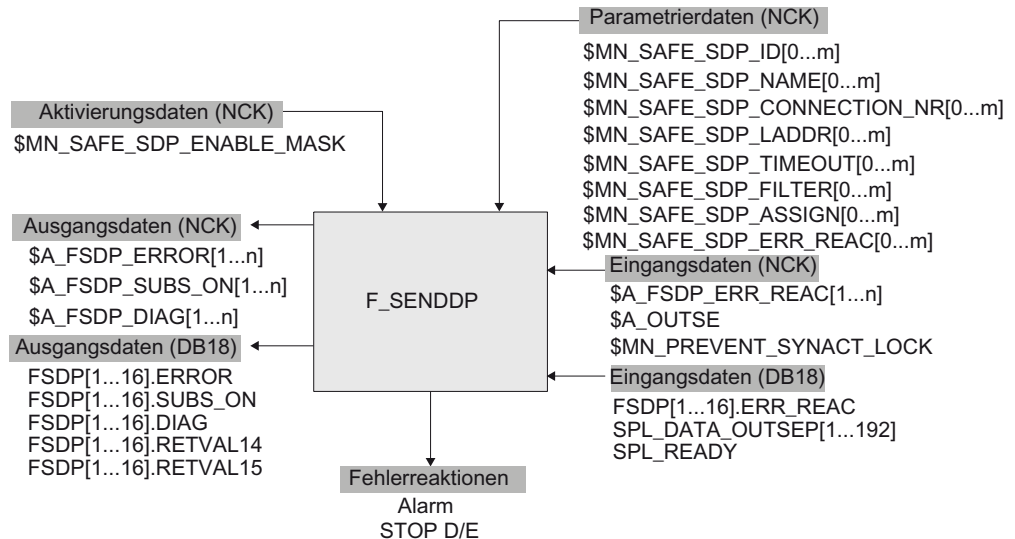 Parametrierdaten (NCK)
$MN_SAFE_SDP_ID[0...m]
$MN_SAFE_SDP_NAME[0...m]
$MN_SAFE_SDP_CONNECTION_NR[0...m]
$MN_SAFE_SDP_LADDR[0...m]
$MN_SAFE_SDP_TIMEOUT[0...m]
$MN_SAFE_SDP_FILTER[0...m]
$MN_SAFE_SDP_ASSIGN[0...m]
$MN_SAFE_SDP_ERR_REAC[0...m]
Aktivierungsdaten (NCK)
$MN_SAFE_SDP_ENABLE_MASK
Ausgangsdaten (NCK)
$A_FSDP_ERROR[1...n]
$A_FSDP_SUBS_ON[1...n]
$A_FSDP_DIAG[1...n]
Ausgangsdaten (DB18)
FSDP[1...16].ERROR
FSDP[1...16].SUBS_ON
FSDP[1...16].DIAG
FSDP[1...16].RETVAL14
FSDP[1...16].RETVAL15
F_SENDDP
Eingangsdaten (NCK)
$A_FSDP_ERR_REAC[1...n]
$A_OUTSE
$MN_PREVENT_SYNACT_LOCK
Eingangsdaten (DB18)
FSDP[1...16].ERR_REAC
SPL_DATA_OUTSEP[1...192]
SPL_READY
Fehlerreaktionen
Alarm
STOP D/E